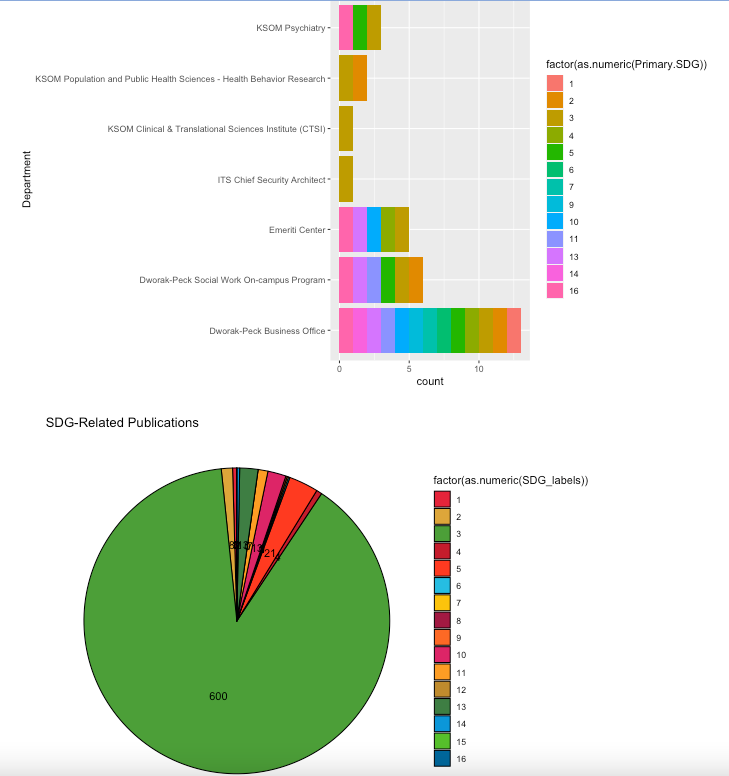 KSOM Psychiatry
KSOM Population and Public Health Sciences - Health Behavior Research
KSOM Clinical & Translational Sciences Institute (CTSI)
ITS Chief Security Architect
Emeriti Center
Dworak-Peck Social Work On-campus Program
Dworak-Peck Business Office
Department
0 5 10
count
factor(as.numeric(Primary.SDG))
1
2
3
4
5
6
7
9
10
11
13
14
16
SDG-Related Publications
600
factor(as.numeric(SDG_labels))
1
2
3
4
5
6
7
8
9
10
11
12
13
14
15
16